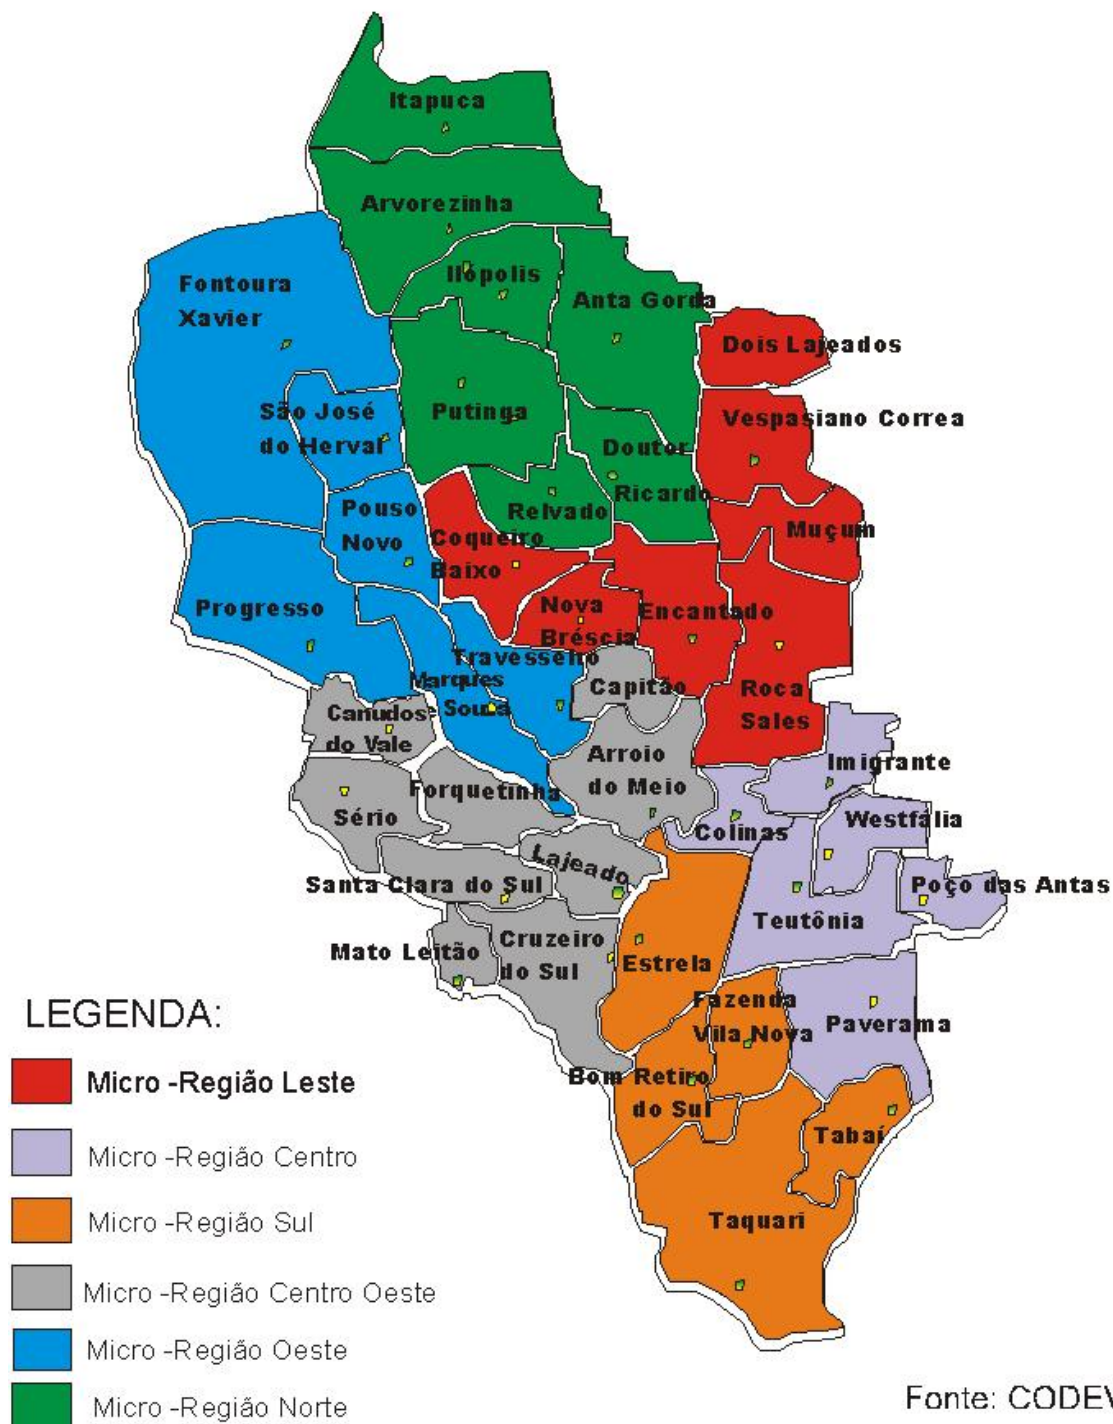 Itapuca
Arvorezinha
Ilópolis
Fontoura
Xavier
Anta Gorda
Dois Lajeados
São José
do Herval
Putinga
Vespasiano Correa
Doutor
Ricardo
Pouso
Novo
Relvado
Muçum
Coqueiro
Baixo
Progresso
Nova
Bréscia
Encantado
Travesseiro
Marques
e Souza
Capitão
Roca
Sales
Canudos
do Vale
Arroio
do Meio
Imigrante
Forquetinha
Sério
Colinas
Westfália
Lajeado
Santa Clara do Sul
Poço das Antas
Teutônia
Mato Leitão
Cruzeiro
do Sul
Estrela
Fazenda
Vila Nova
Paverama
Bom Retiro
do Sul
Tabaí
Taquari
LEGENDA:
Micro -Região Leste
Micro -Região Centro
Micro -Região Sul
Micro -Região Centro Oeste
Micro -Região Oeste
Micro -Região Norte
Fonte: CODEV